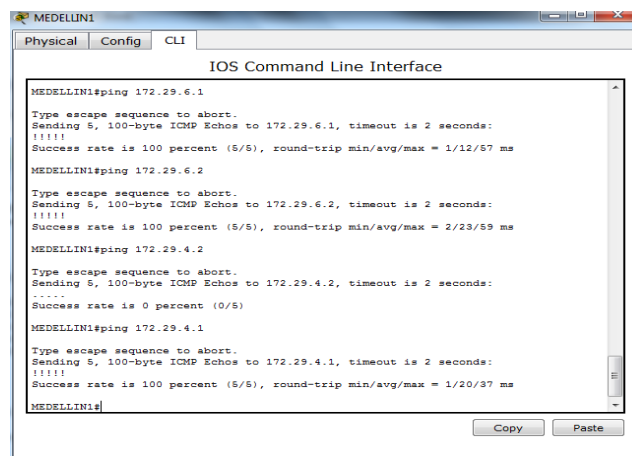 MEDELLIN1
Physical Config CLI
IOS Command Line Interface
MEDELLIN1#ping 172.29.6.1
Type escape sequence to abort.
Sending 5, 100-byte ICMP Echos to 172.29.6.1, timeout is 2 seconds:
!!!!!
Success rate is 100 percent (5/5), round-trip min/avg/max = 1/12/57 ms
MEDELLIN1#ping 172.29.6.2
Type escape sequence to abort.
Sending 5, 100-byte ICMP Echos to 172.29.6.2, timeout is 2 seconds:
!!!!!
Success rate is 100 percent (5/5), round-trip min/avg/max = 2/23/59 ms
MEDELLIN1#ping 172.29.4.2
Type escape sequence to abort.
Sending 5, 100-byte ICMP Echos to 172.29.4.2, timeout is 2 seconds:
.....
Success rate is 0 percent (0/5)
MEDELLIN1#ping 172.29.4.1
Type escape sequence to abort.
Sending 5, 100-byte ICMP Echos to 172.29.4.1, timeout is 2 seconds:
!!!!!
Success rate is 100 percent (5/5), round-trip min/avg/max = 1/20/37 ms
MEDELLIN1#
Copy Paste